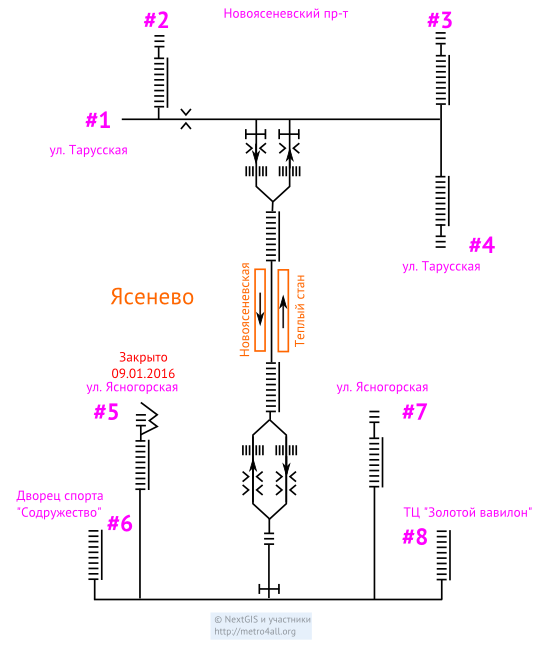 Новоясеневский пр-т
#2
#3
#1
ул. Тарусская
#4
ул. Тарусская
Ясенево
Новоясеневская
Теплый стан
Закрыто
09.01.2016
ул. Ясногорская
#5
ул. Ясногорская
#7
Дворец спорта
"Содружество"
#6
ТЦ "Золотой вавилон"
#8
© NextGIS и участники
http://metro4all.org